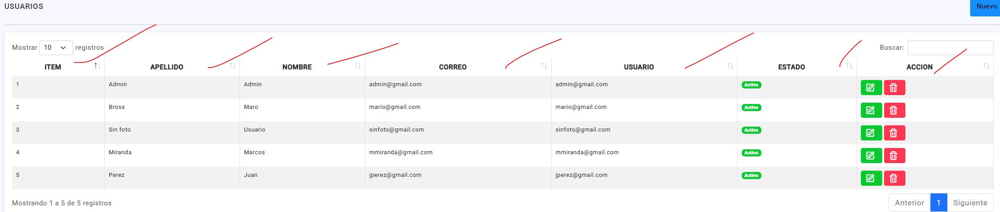 USUARIOS Nuevo
Mostrar 10 registros Buscar:
ITEM APELLIDO NOMBRE CORREO USUARIO ESTADO ACCION
1 Admin Admin admin@gmail.com admin@gmail.com Activo
2 Bross Maro mario@gmail.com mario@gmail.com Activo
3 Sin foto Usuario sinfoto@gmail.com sinfoto@gmail.com Activo
4 Miranda Marcos mmiranda@gmail.com mmiranda@gmail.com Activo
5 Perez Juan jperez@gmail.com jperez@gmail.com Activo
Mostrando 1 a 5 de 5 registros Anterior 1 Siguiente